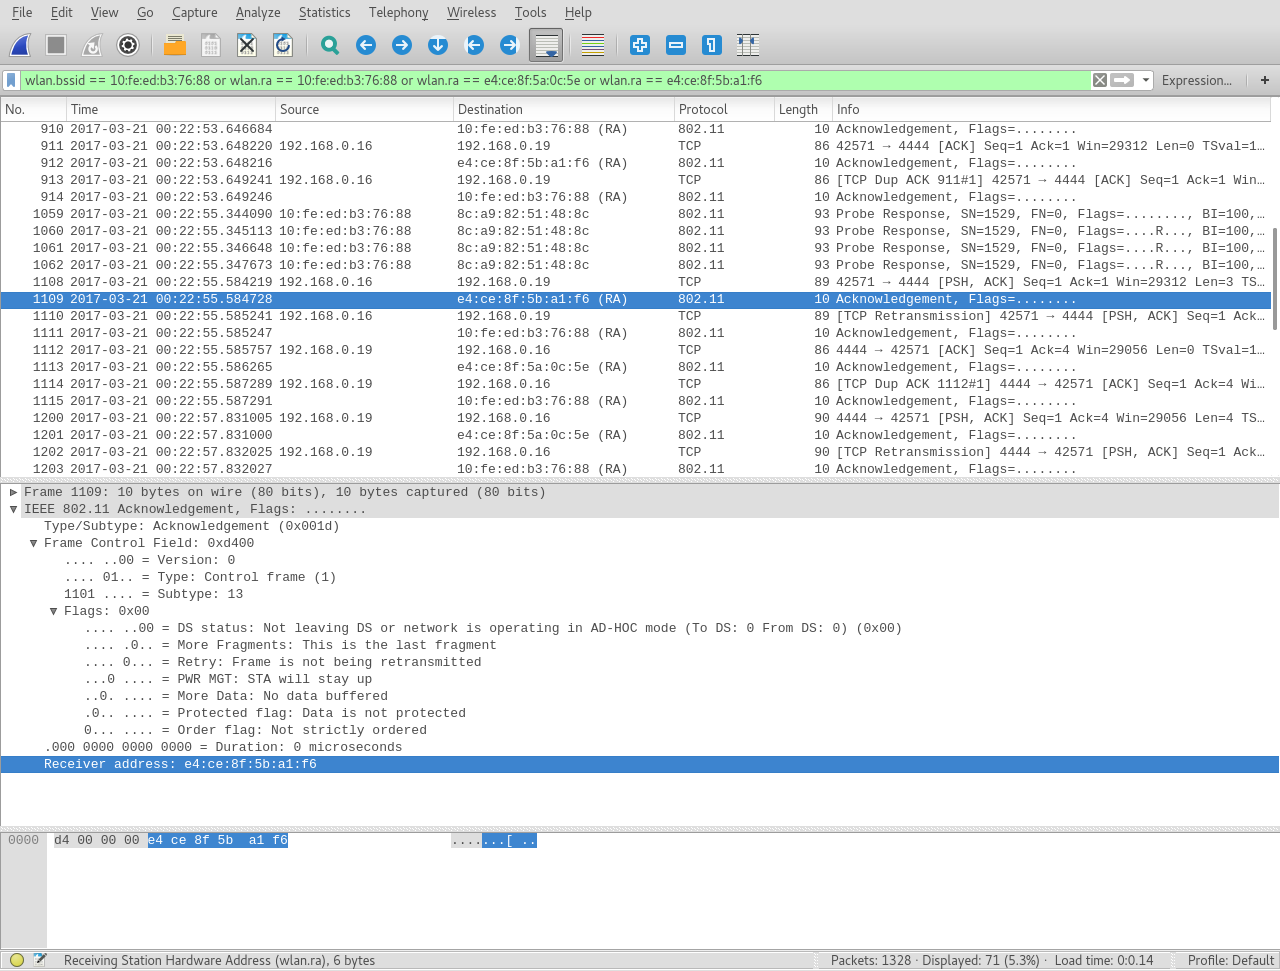 File Edit View Go Capture Analyze Statistics Telephony Wireless Tools Help
wlan.bssid == 10:fe:ed:b3:76:88 or wlan.ra == 10:fe:ed:b3:76:88 or wlan.ra == e4:ce:8f:5a:0c:5e or wlan.ra == e4:ce:8f:5b:a1:f6 Expression... +
No. Time Source Destination Protocol Length Info
910 2017-03-21 00:22:53.646684 10:fe:ed:b3:76:88 (RA) 802.11 10 Acknowledgement, Flags=........
911 2017-03-21 00:22:53.648220 192.168.0.16 192.168.0.19 TCP 86 42571 → 4444 [ACK] Seq=1 Ack=1 Win=29312 Len=0 TSval=1…
912 2017-03-21 00:22:53.648216 e4:ce:8f:5b:a1:f6 (RA) 802.11 10 Acknowledgement, Flags=........
913 2017-03-21 00:22:53.649241 192.168.0.16 192.168.0.19 TCP 86 [TCP Dup ACK 911#1] 42571 → 4444 [ACK] Seq=1 Ack=1 Win…
914 2017-03-21 00:22:53.649246 10:fe:ed:b3:76:88 (RA) 802.11 10 Acknowledgement, Flags=........
1059 2017-03-21 00:22:55.344090 10:fe:ed:b3:76:88 8c:a9:82:51:48:8c 802.11 93 Probe Response, SN=1529, FN=0, Flags=........, BI=100,…
1060 2017-03-21 00:22:55.345113 10:fe:ed:b3:76:88 8c:a9:82:51:48:8c 802.11 93 Probe Response, SN=1529, FN=0, Flags=....R..., BI=100,…
1061 2017-03-21 00:22:55.346648 10:fe:ed:b3:76:88 8c:a9:82:51:48:8c 802.11 93 Probe Response, SN=1529, FN=0, Flags=....R..., BI=100,…
1062 2017-03-21 00:22:55.347673 10:fe:ed:b3:76:88 8c:a9:82:51:48:8c 802.11 93 Probe Response, SN=1529, FN=0, Flags=....R..., BI=100,…
1108 2017-03-21 00:22:55.584219 192.168.0.16 192.168.0.19 TCP 89 42571 → 4444 [PSH, ACK] Seq=1 Ack=1 Win=29312 Len=3 TS…
1109 2017-03-21 00:22:55.584728 e4:ce:8f:5b:a1:f6 (RA) 802.11 10 Acknowledgement, Flags=........
1110 2017-03-21 00:22:55.585241 192.168.0.16 192.168.0.19 TCP 89 [TCP Retransmission] 42571 → 4444 [PSH, ACK] Seq=1 Ack…
1111 2017-03-21 00:22:55.585247 10:fe:ed:b3:76:88 (RA) 802.11 10 Acknowledgement, Flags=........
1112 2017-03-21 00:22:55.585757 192.168.0.19 192.168.0.16 TCP 86 4444 → 42571 [ACK] Seq=1 Ack=4 Win=29056 Len=0 TSval=1…
1113 2017-03-21 00:22:55.586265 e4:ce:8f:5a:0c:5e (RA) 802.11 10 Acknowledgement, Flags=........
1114 2017-03-21 00:22:55.587289 192.168.0.19 192.168.0.16 TCP 86 [TCP Dup ACK 1112#1] 4444 → 42571 [ACK] Seq=1 Ack=4 Wi…
1115 2017-03-21 00:22:55.587291 10:fe:ed:b3:76:88 (RA) 802.11 10 Acknowledgement, Flags=........
1200 2017-03-21 00:22:57.831005 192.168.0.19 192.168.0.16 TCP 90 4444 → 42571 [PSH, ACK] Seq=1 Ack=4 Win=29056 Len=4 TS…
1201 2017-03-21 00:22:57.831000 e4:ce:8f:5a:0c:5e (RA) 802.11 10 Acknowledgement, Flags=........
1202 2017-03-21 00:22:57.832025 192.168.0.19 192.168.0.16 TCP 90 [TCP Retransmission] 4444 → 42571 [PSH, ACK] Seq=1 Ack…
1203 2017-03-21 00:22:57.832027 10:fe:ed:b3:76:88 (RA) 802.11 10 Acknowledgement, Flags=........
Frame 1109: 10 bytes on wire (80 bits), 10 bytes captured (80 bits)
IEEE 802.11 Acknowledgement, Flags: ........
Type/Subtype: Acknowledgement (0x001d)
Frame Control Field: 0xd400
.... ..00 = Version: 0
.... 01.. = Type: Control frame (1)
1101 .... = Subtype: 13
Flags: 0x00
.... ..00 = DS status: Not leaving DS or network is operating in AD-HOC mode (To DS: 0 From DS: 0) (0x00)
.... .0.. = More Fragments: This is the last fragment
.... 0... = Retry: Frame is not being retransmitted
...0 .... = PWR MGT: STA will stay up
..0. .... = More Data: No data buffered
.0.. .... = Protected flag: Data is not protected
0... .... = Order flag: Not strictly ordered
.000 0000 0000 0000 = Duration: 0 microseconds
Receiver address: e4:ce:8f:5b:a1:f6
0000 d4 00 00 00 e4 ce 8f 5b a1 f6 .......[ ..
Receiving Station Hardware Address (wlan.ra), 6 bytes Packets: 1328 · Displayed: 71 (5.3%) · Load time: 0:0.14 Profile: Default